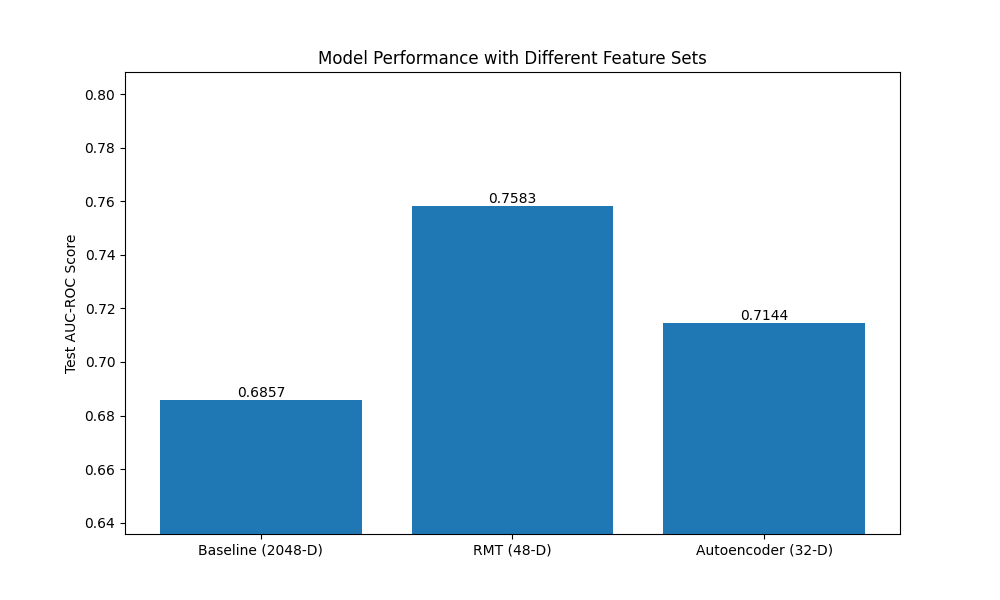 Model Performance with Different Feature Sets
Test AUC-ROC Score
0.80
0.78
0.76
0.74
0.72
0.70
0.68
0.66
0.64
0.6857
0.7583
0.7144
Baseline (2048-D)
RMT (48-D)
Autoencoder (32-D)